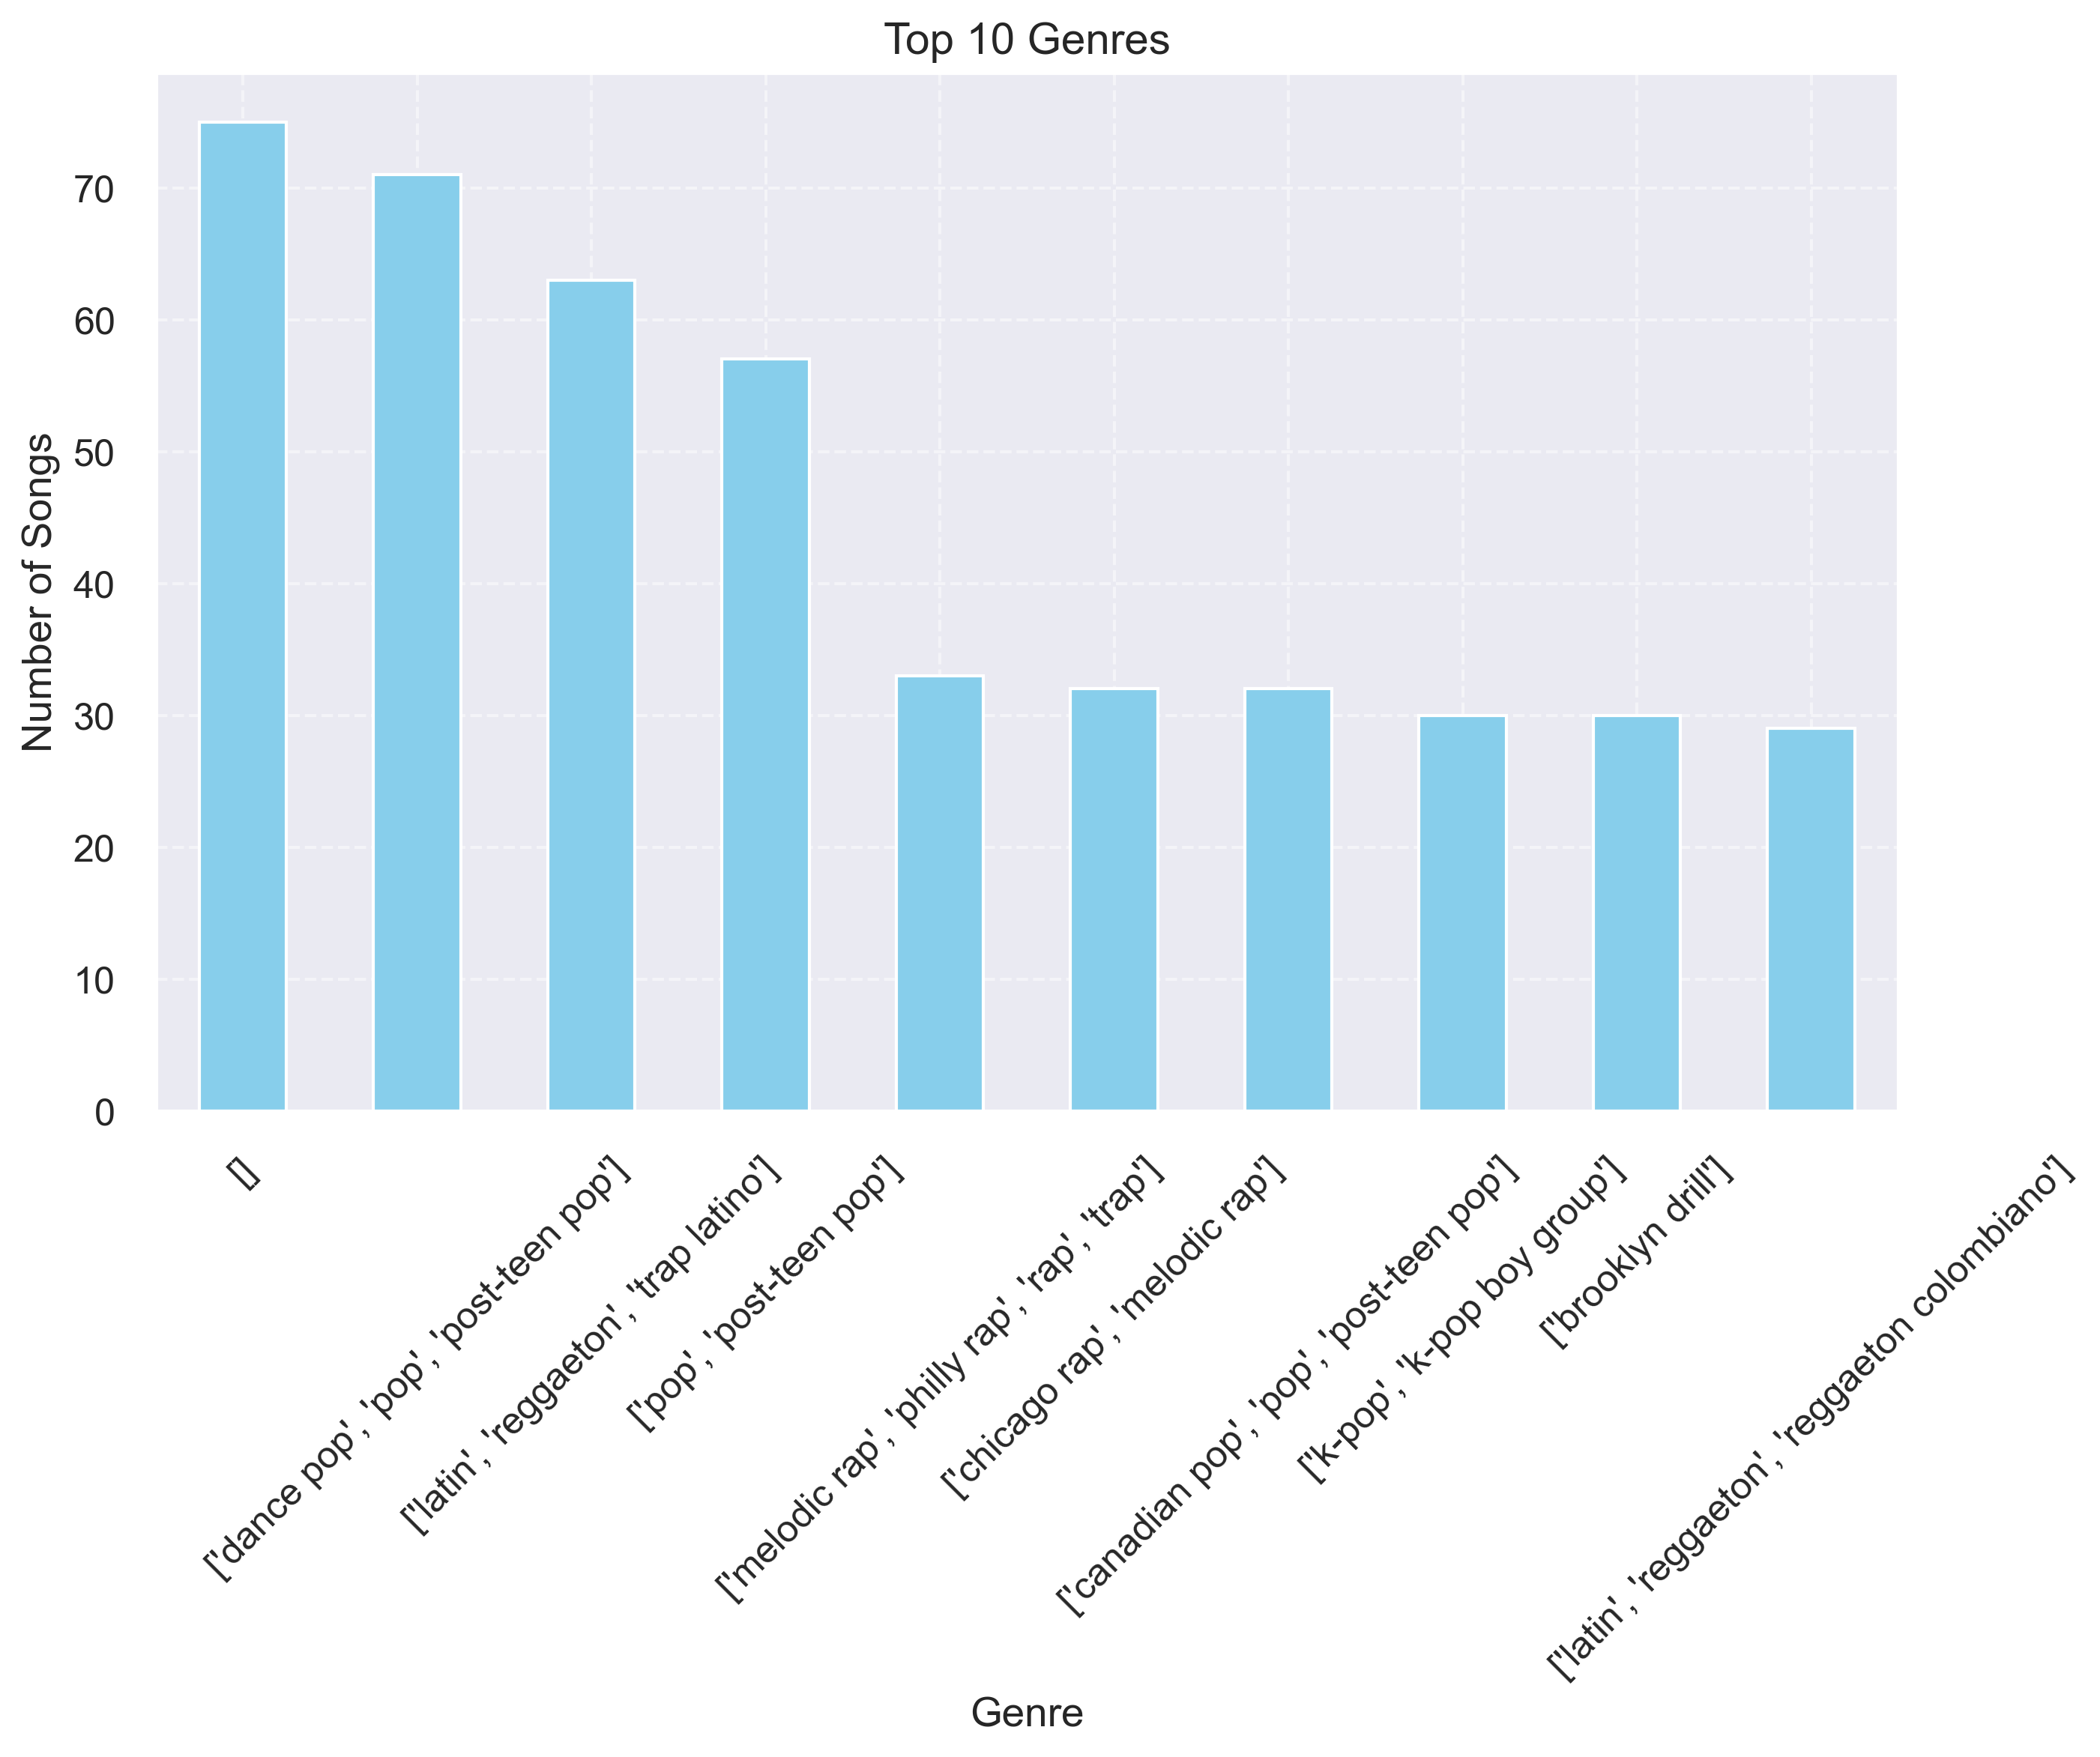 Top 10 Genres
Number of Songs
70
60
50
40
30
20
10
0
[]
['dance pop', 'pop', 'post-teen pop']
['latin', 'reggaeton', 'trap latino']
['pop', 'post-teen pop']
['melodic rap', 'philly rap', 'rap', 'trap']
['chicago rap', 'melodic rap']
['canadian pop', 'pop', 'post-teen pop']
['k-pop', 'k-pop boy group']
['brooklyn drill']
['latin', 'reggaeton', 'reggaeton colombiano']
Genre